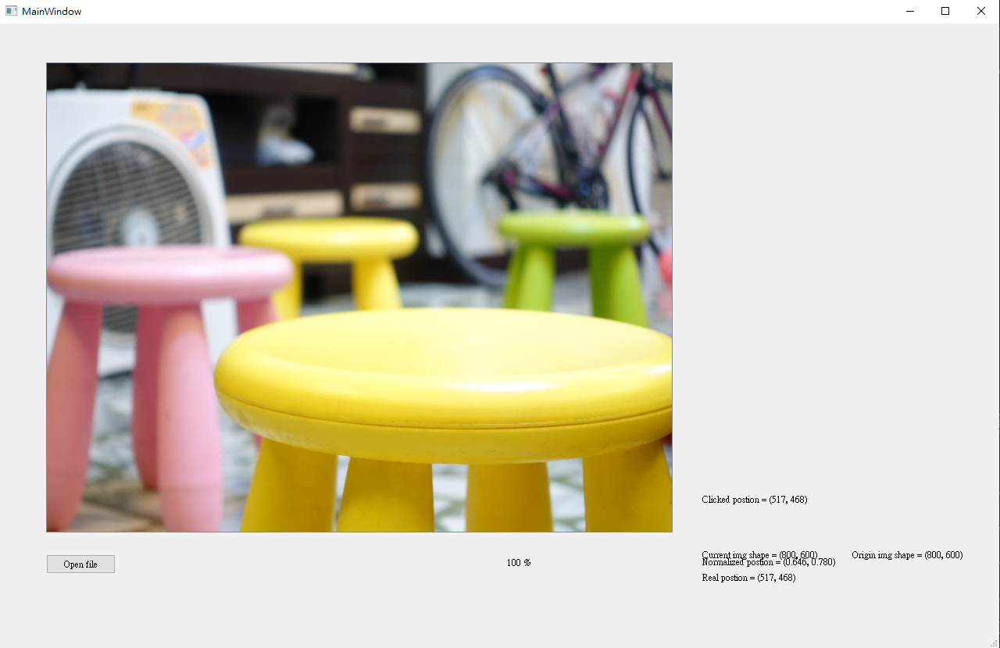 MainWindow
Clicked postion = (517, 468)
Current img shape = (800, 600)
Origin img shape = (800, 600)
Normalized postion = (0.646, 0.780)
Open file
100 %
Real postion = (517, 468)